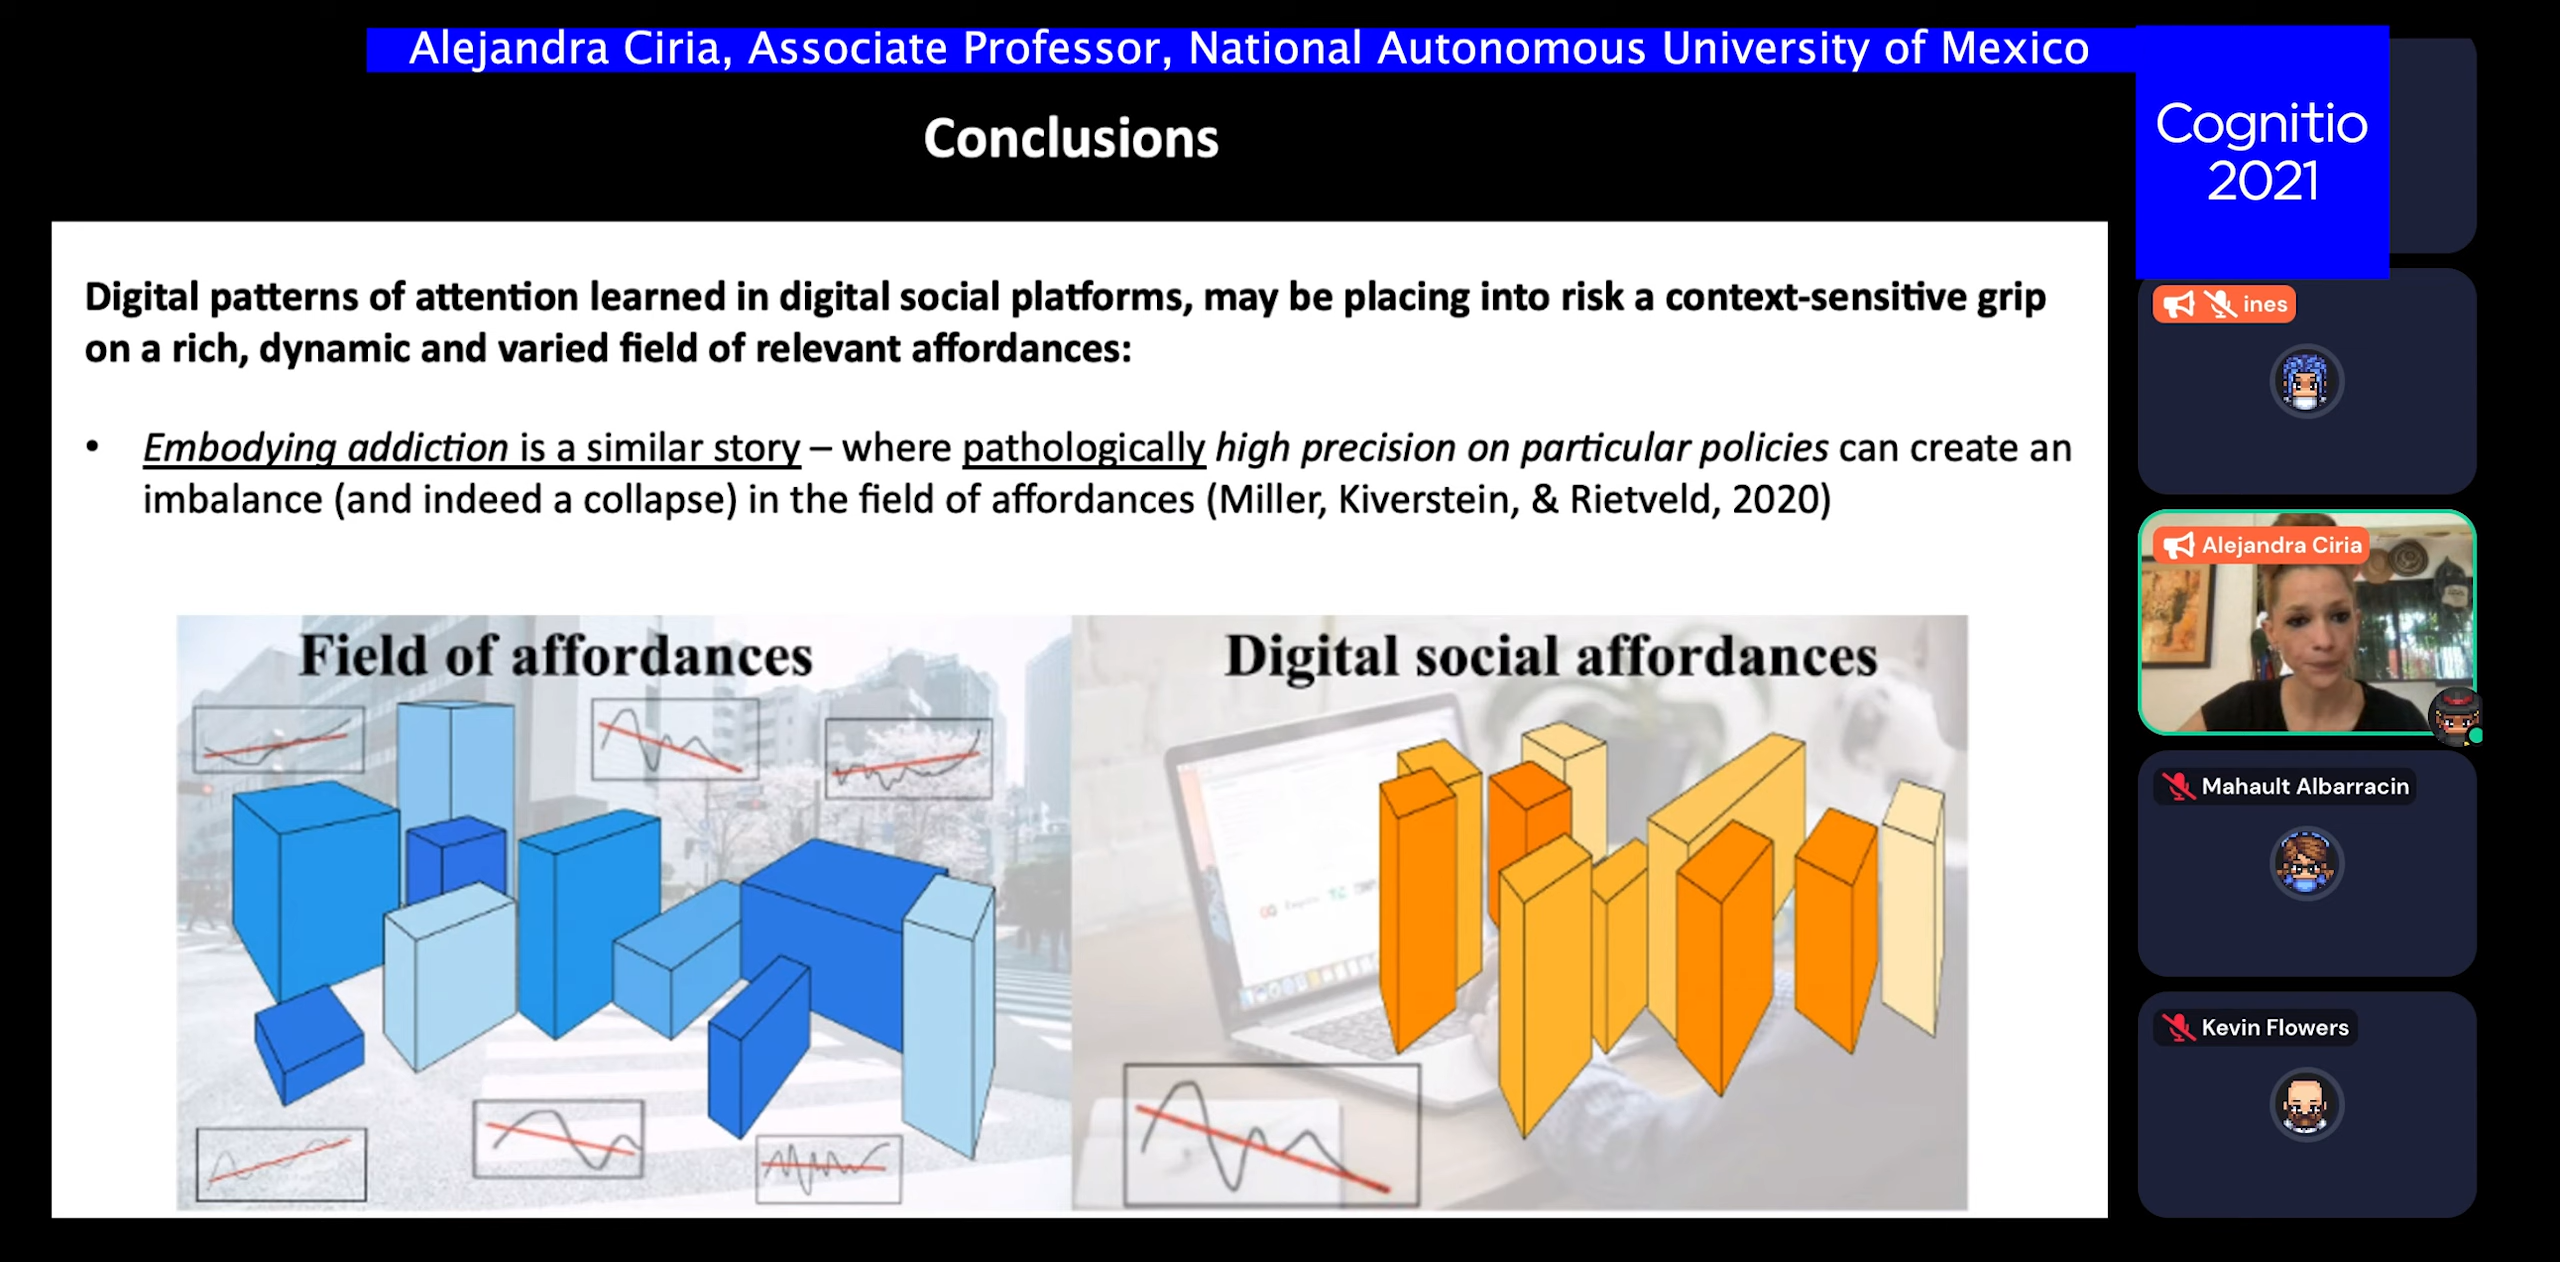 Alejandra Ciria, Associate Professor, National Autonomous University of Mexico
Cognitio
2021
Conclusions
Digital patterns of attention learned in digital social platforms, may be placing into risk a context-sensitive grip
on a rich, dynamic and varied field of relevant affordances:
• Embodying addiction is a similar story – where pathologically high precision on particular policies can create an
imbalance (and indeed a collapse) in the field of affordances (Miller, Kiverstein, & Rietveld, 2020)
Field of affordances
Digital social affordances
ines
Alejandra Ciria
Mahault Albarracin
Kevin Flowers